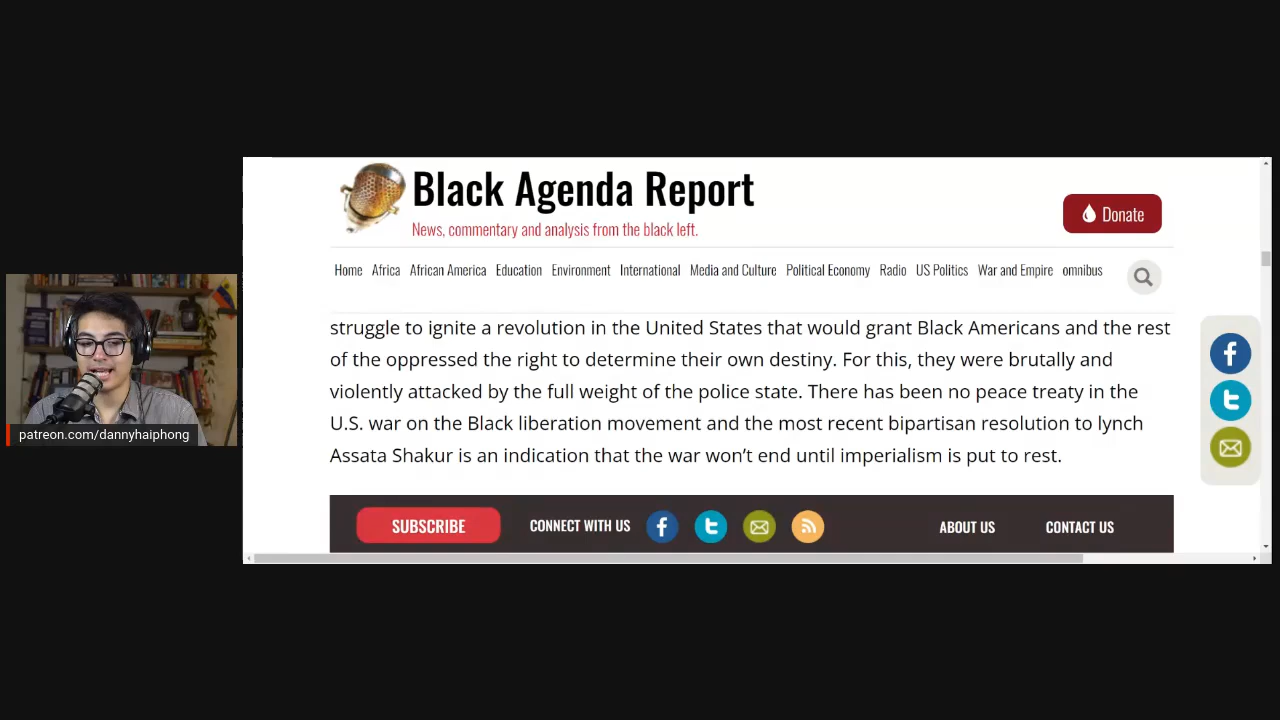 Black Agenda Report
News, commentary and analysis from the black left.
Donate
Home Africa African America Education Environment International Media and Culture Political Economy Radio US Politics War and Empire omnibus
struggle to ignite a revolution in the United States that would grant Black Americans and the rest
of the oppressed the right to determine their own destiny. For this, they were brutally and
violently attacked by the full weight of the police state. There has been no peace treaty in the
U.S. war on the Black liberation movement and the most recent bipartisan resolution to lynch
Assata Shakur is an indication that the war won’t end until imperialism is put to rest.
patreon.com/dannyhaiphong
SUBSCRIBE CONNECT WITH US ABOUT US CONTACT US